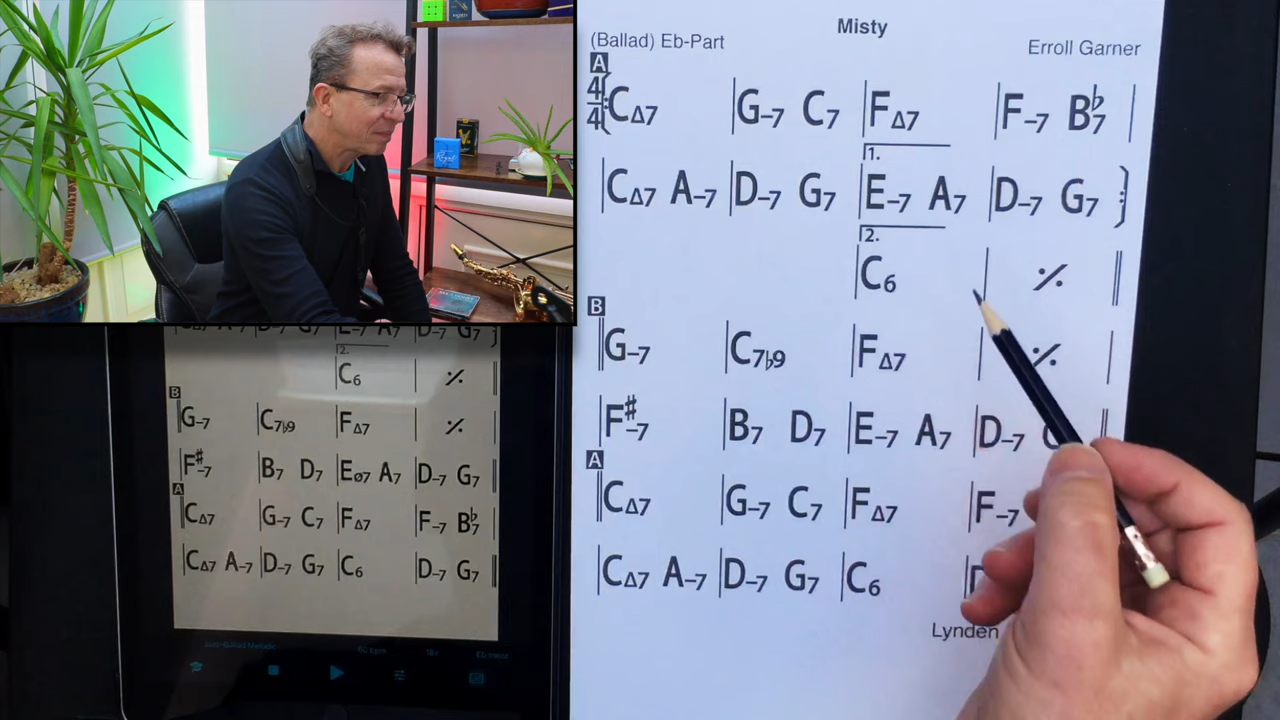 Misty
(Ballad) Eb-Part
Erroll Garner
A
4/4 CΔ7 G-7 C7 FΔ7 F-7 B♭7
1.
CΔ7 A-7 D-7 G7 E-7 A7 D-7 G7
2.
C6 ٪
B
G-7 C7♭9 FΔ7 ٪
F♯-7 B7 D7 E-7 A7 D-7
A
CΔ7 G-7 C7 FΔ7 F-7
CΔ7 A-7 D-7 G7 C6
Lynden
2.
C6 ٪
B
G-7 C7♭9 FΔ7 ٪
F♯-7 B7 D7 Eø7 A7 D-7 G7
A
CΔ7 G-7 C7 FΔ7 F-7 B♭7
CΔ7 A-7 D-7 G7 C6 D-7 G7